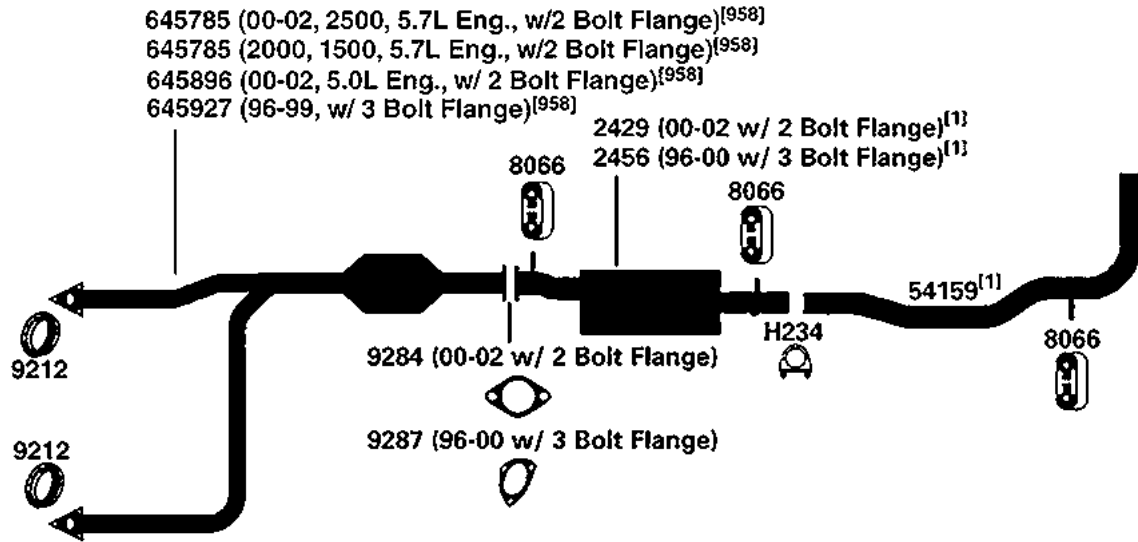 645785 (00-02, 2500, 5.7L Eng., w/2 Bolt Flange)[958]
645785 (2000, 1500, 5.7L Eng., w/2 Bolt Flange)[958]
645896 (00-02, 5.0L Eng., w/ 2 Bolt Flange)[958]
645927 (96-99, w/ 3 Bolt Flange)[958]
2429 (00-02 w/ 2 Bolt Flange)[1]
2456 (96-00 w/ 3 Bolt Flange)[1]
8066
8066
54159[1]
H234
8066
9212
9284 (00-02 w/ 2 Bolt Flange)
9287 (96-00 w/ 3 Bolt Flange)
9212